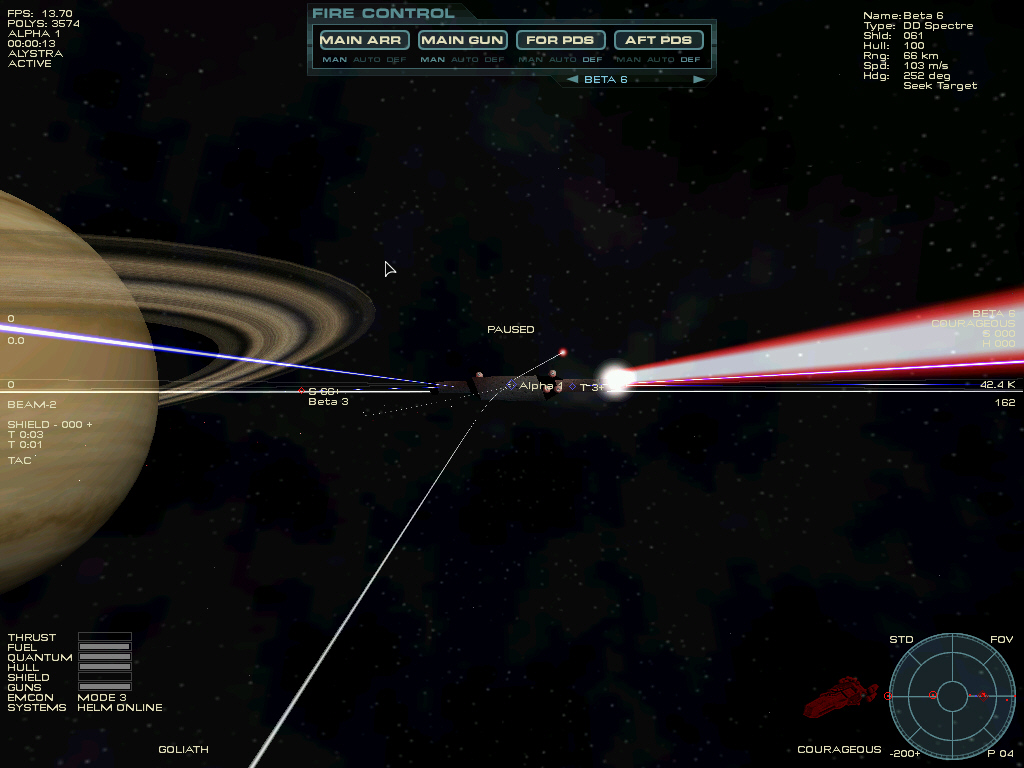 FPS: 13.70
POLYS: 3574
ALPHA 1
00:00:13
ALYSTRA
ACTIVE
FIRE CONTROL
MAIN ARR MAIN GUN FOR PDS AFT PDS
MAN AUTO DEF MAN AUTO DEF MAN AUTO DEF MAN AUTO DEF
BETA 6
Name: Beta 6
Type: DD Spectre
Shld: 061
Hull: 100
Rng: 66 km
Spd: 103 m/s
Hdg: 252 deg
Seek Target
PAUSED
0
0.0
BETA 6
COURAGEOUS
S 000
H 000
0
Alpha
Beta 3
42.4 K
162
BEAM-2
SHIELD - 000 +
T 0:03
T 0:01
TAC
THRUST
FUEL
QUANTUM
HULL
SHIELD
GUNS
EMCON MODE 3
SYSTEMS HELM ONLINE
GOLIATH
STD FOV
COURAGEOUS -200+ P 04